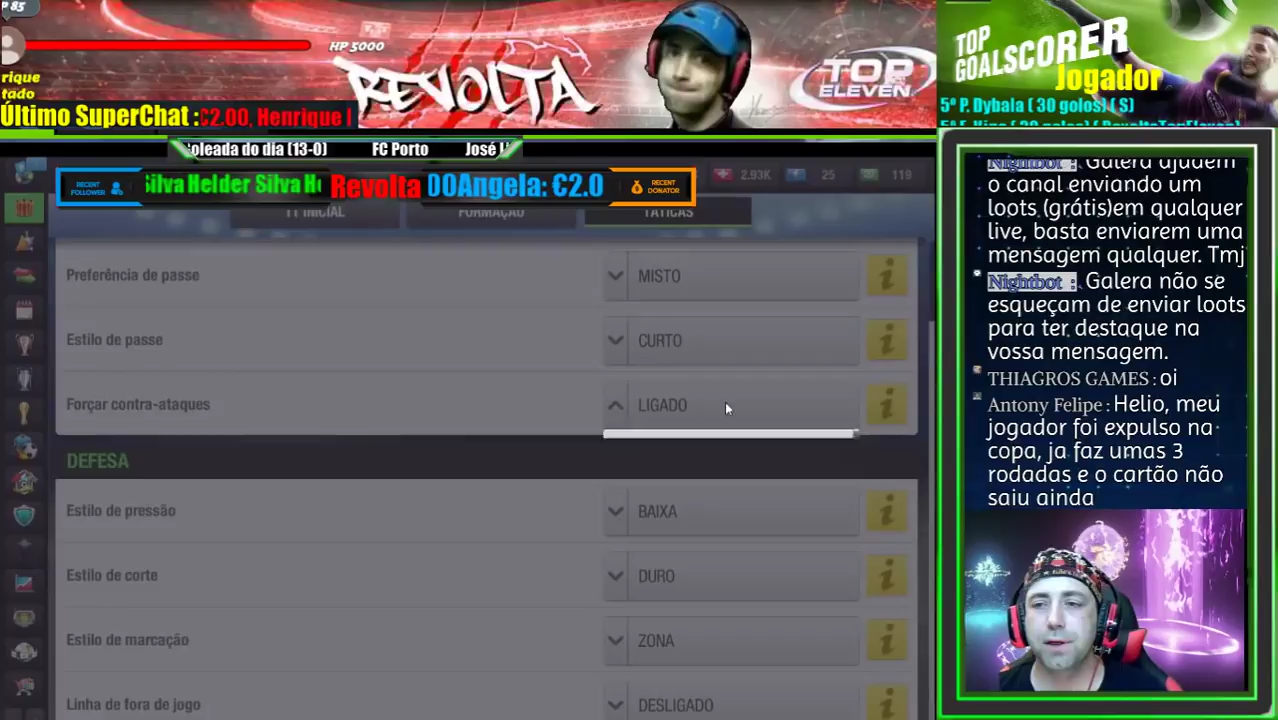 P 85
HP 5000
rique
tado
Último SuperChat : €2.00, Henrique
REVOLTA
TOP
ELEVEN
TOP
GOALSCORER
Jogador
5ª P. Dybala ( 30 golos) ( S)
oleada do dia (13-0) FC Porto José
RECENT
FOLLOWER
Silva Helder Silva
Revolta
00Angela: €2.0
RECENT
DONATOR
2.93K 25 119
11 INICIAL FORMAÇÃO TÁTICAS
Preferência de passe MISTO
Estilo de passe CURTO
Forçar contra-ataques LIGADO
DEFESA
Estilo de pressão BAIXA
Estilo de corte DURO
Estilo de marcação ZONA
Linha de fora de jogo DESLIGADO
Nightbot : Galera ajudem
o canal enviando um
loots (grátis)em qualquer
live, basta enviarem uma
mensagem qualquer. Tmj
Nightbot : Galera não se
esqueçam de enviar loots
para ter destaque na
vossa mensagem.
THIAGROS GAMES : oi
Antony Felipe : Helio, meu
jogador foi expulso na
copa, ja faz umas 3
rodadas e o cartão não
saiu ainda